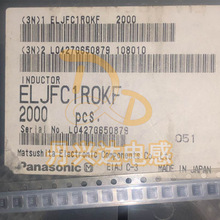 (3N)1 ELJFC1R0KF 2000
(3N)2 L04270850879 108010
INDUCTOR
ELJFC1R0KF
2000 pcs.
Serial No. L04270850879
Q51
Matsushita Electronic Components Co.,Ltd.
Panasonic EIAJ C-3 MADE IN JAPAN